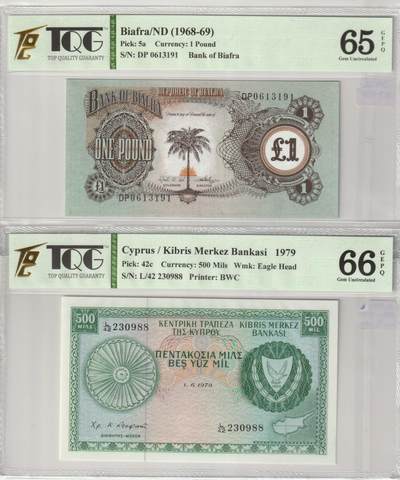 TQG
TOP QUALITY GUARANTY
Biafra/ND (1968-69)
Pick: 5a Currency: 1 Pound
S/N: DP 0613191 Bank of Biafra
65 GEPQ
Gem Uncirculated
BANK OF BIAFRA
REPUBLIC OF BIAFRA
1
DP0613191
ONE POUND
£1
£1
DP0613191
1
TQG
TOP QUALITY GUARANTY
Cyprus / Kibris Merkez Bankasi 1979
Pick: 42c Currency: 500 Mils Wmk: Eagle Head
S/N: L/42 230988 Printer: BWC
66 GEPQ
Gem Uncirculated
500
MILS
L/42 230988
ΚΕΝΤΡΙΚΗ ΤΡΑΠΕΖΑ
ΤΗΣ ΚΥΠΡΟΥ
KIBRIS MERKEZ
BANKASI
500
MİL
ΠΕΝΤΑΚΟΣΙΑ ΜΙΛΣ
BEŞ YÜZ MİL
1.6.1979
L/42 230988